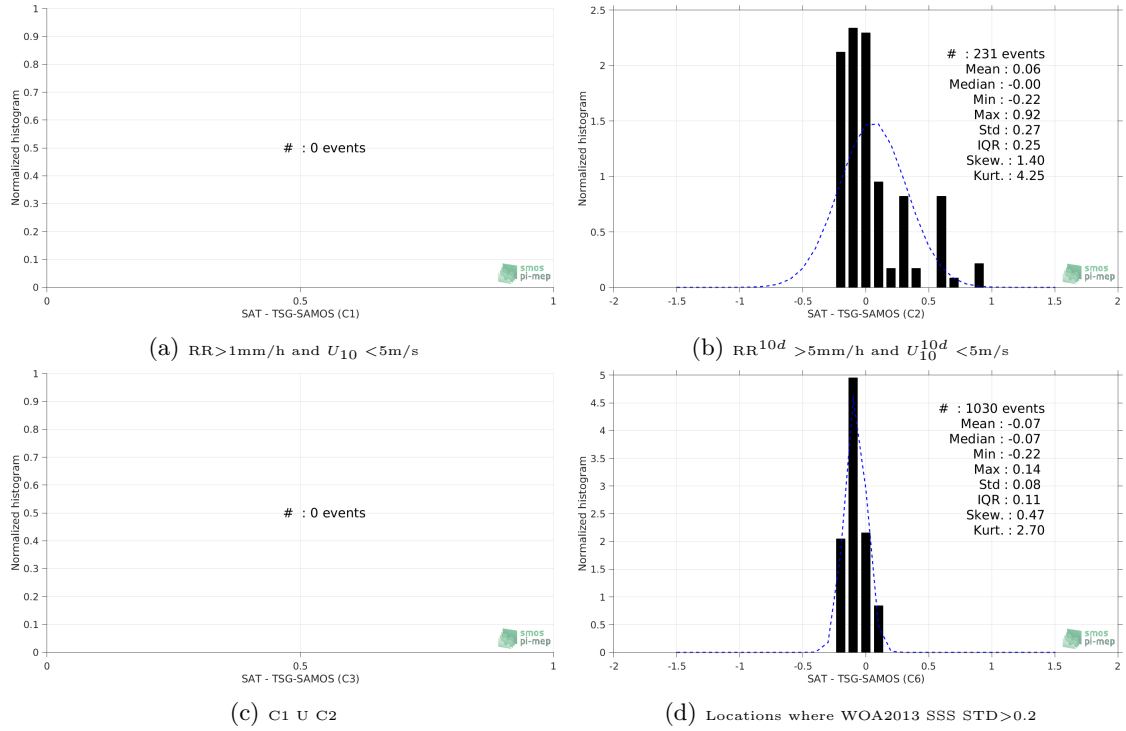 1
0.9
0.8
0.7
0.6
0.5
0.4
0.3
0.2
0.1
0
Normalized histogram
# : 0 events
smos
pi-mep
0 0.5 1
SAT - TSG-SAMOS (C1)
(a) RR>1mm/h and U10 <5m/s
2.5
2
1.5
1
0.5
0
Normalized histogram
# : 231 events
Mean : 0.06
Median : -0.00
Min : -0.22
Max : 0.92
Std : 0.27
IQR : 0.25
Skew. : 1.40
Kurt. : 4.25
smos
pi-mep
-2 -1.5 -1 -0.5 0 0.5 1 1.5 2
SAT - TSG-SAMOS (C2)
(b) RR^10d >5mm/h and U10^10d <5m/s
1
0.9
0.8
0.7
0.6
0.5
0.4
0.3
0.2
0.1
0
Normalized histogram
# : 0 events
smos
pi-mep
0 0.5 1
SAT - TSG-SAMOS (C3)
(c) C1 U C2
5
4.5
4
3.5
3
2.5
2
1.5
1
0.5
0
Normalized histogram
# : 1030 events
Mean : -0.07
Median : -0.07
Min : -0.22
Max : 0.14
Std : 0.08
IQR : 0.11
Skew. : 0.47
Kurt. : 2.70
smos
pi-mep
-2 -1.5 -1 -0.5 0 0.5 1 1.5 2
SAT - TSG-SAMOS (C6)
(d) Locations where WOA2013 SSS STD>0.2